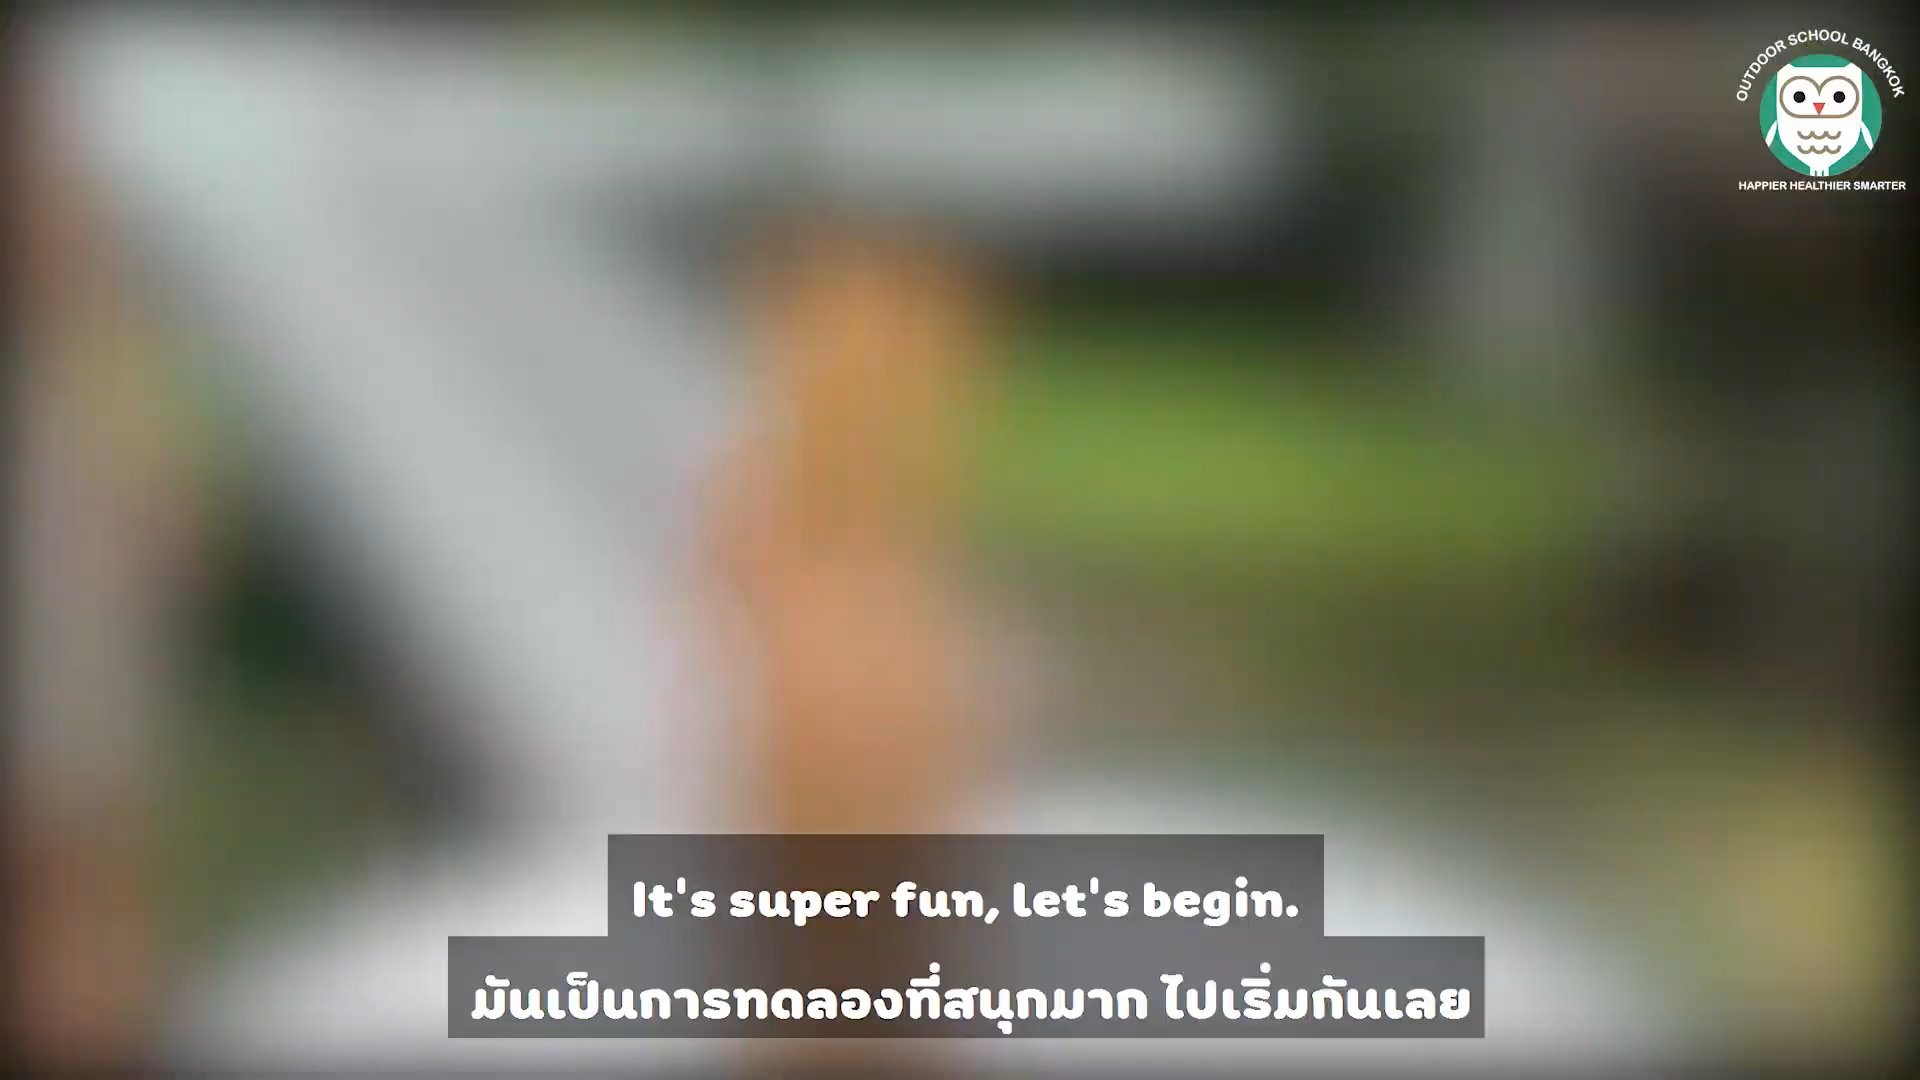 OUTDOOR SCHOOL BANGKOK
HAPPIER HEALTHIER SMARTER
It's super fun, let's begin.
มันเป็นการทดลองที่สนุกมาก ไปเริ่มกันเลย